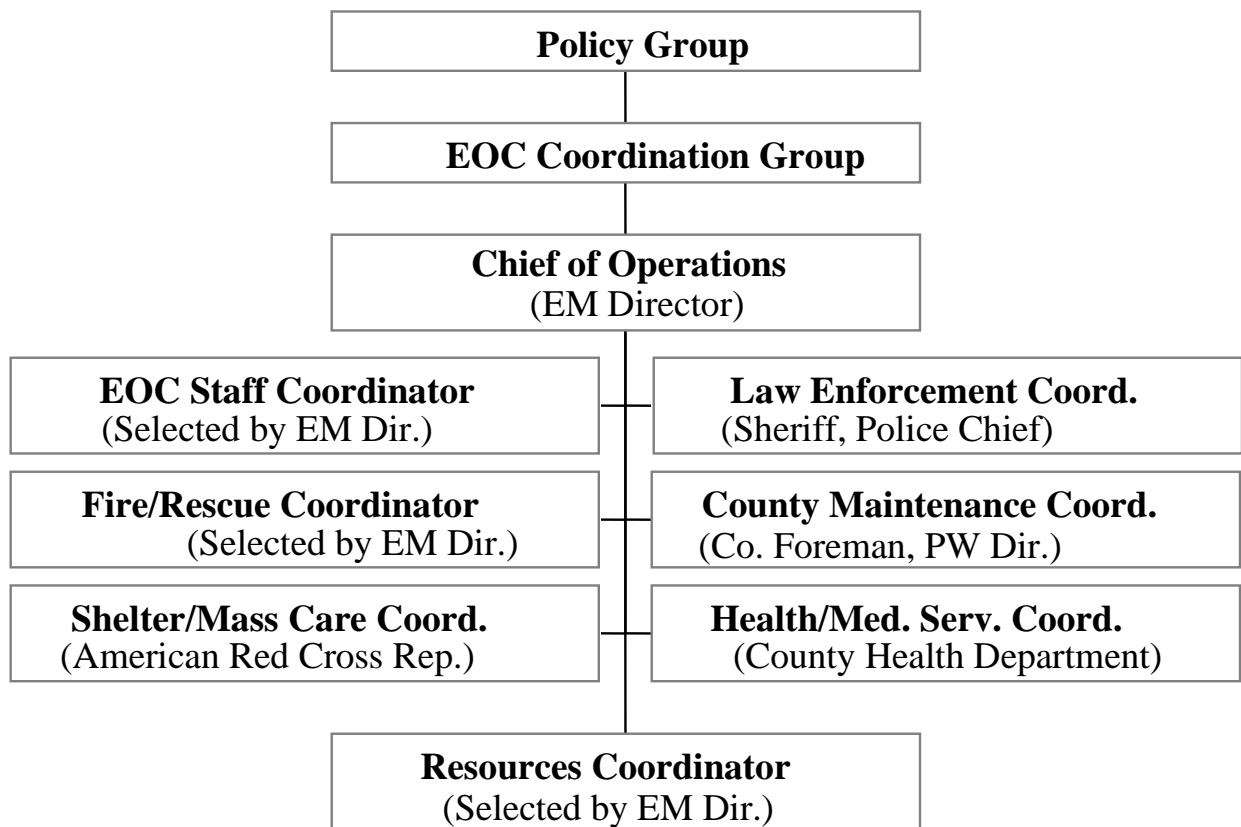 Policy Group
EOC Coordination Group
Chief of Operations
(EM Director)
EOC Staff Coordinator
(Selected by EM Dir.)
Law Enforcement Coord.
(Sheriff, Police Chief)
Fire/Rescue Coordinator
(Selected by EM Dir.)
County Maintenance Coord.
(Co. Foreman, PW Dir.)
Shelter/Mass Care Coord.
(American Red Cross Rep.)
Health/Med. Serv. Coord.
(County Health Department)
Resources Coordinator
(Selected by EM Dir.)